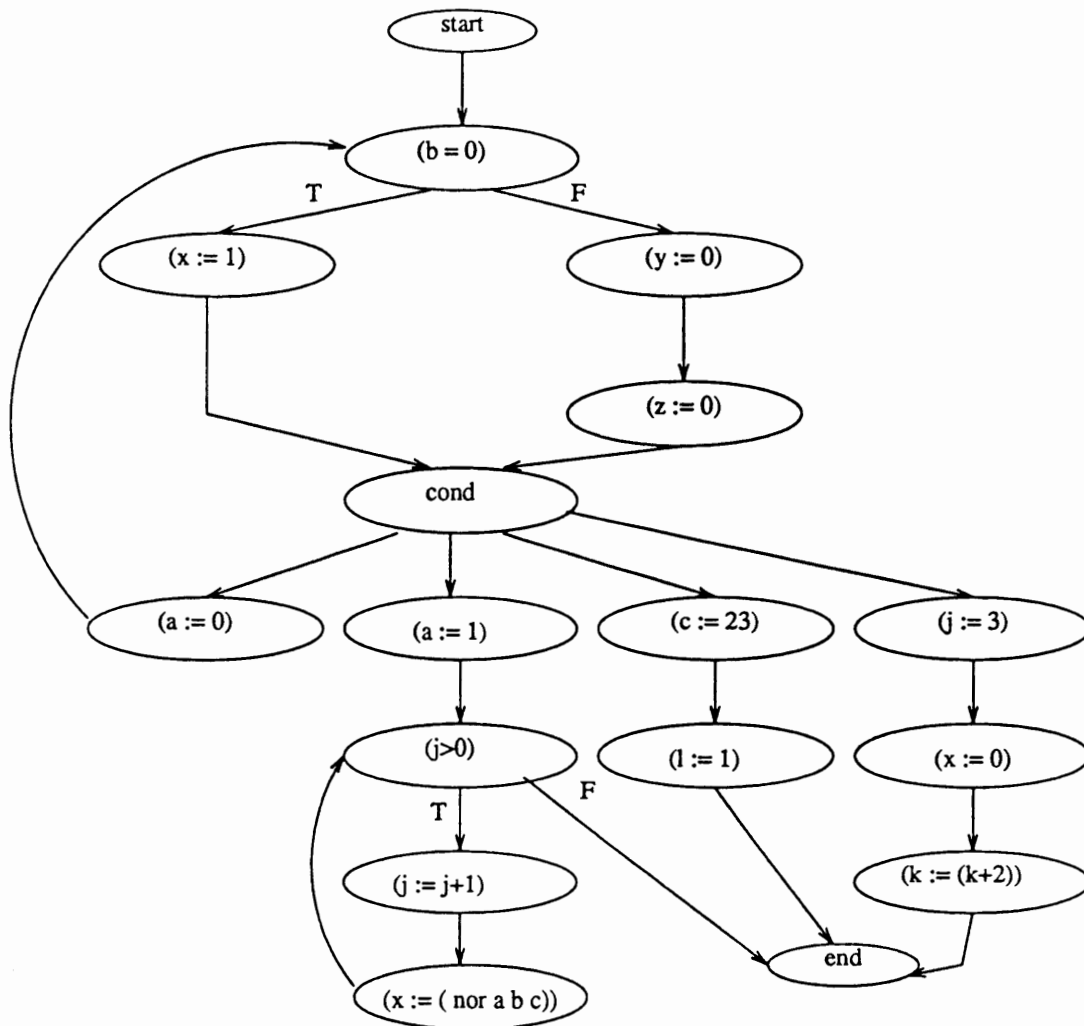 start
(b = 0)
T
F
(x := 1)
(y := 0)
(z := 0)
cond
(a := 0)
(a := 1)
(c := 23)
(j := 3)
(j>0)
(l := 1)
(x := 0)
T
F
(j := j+1)
(k := (k+2))
end
(x := ( nor a b c))